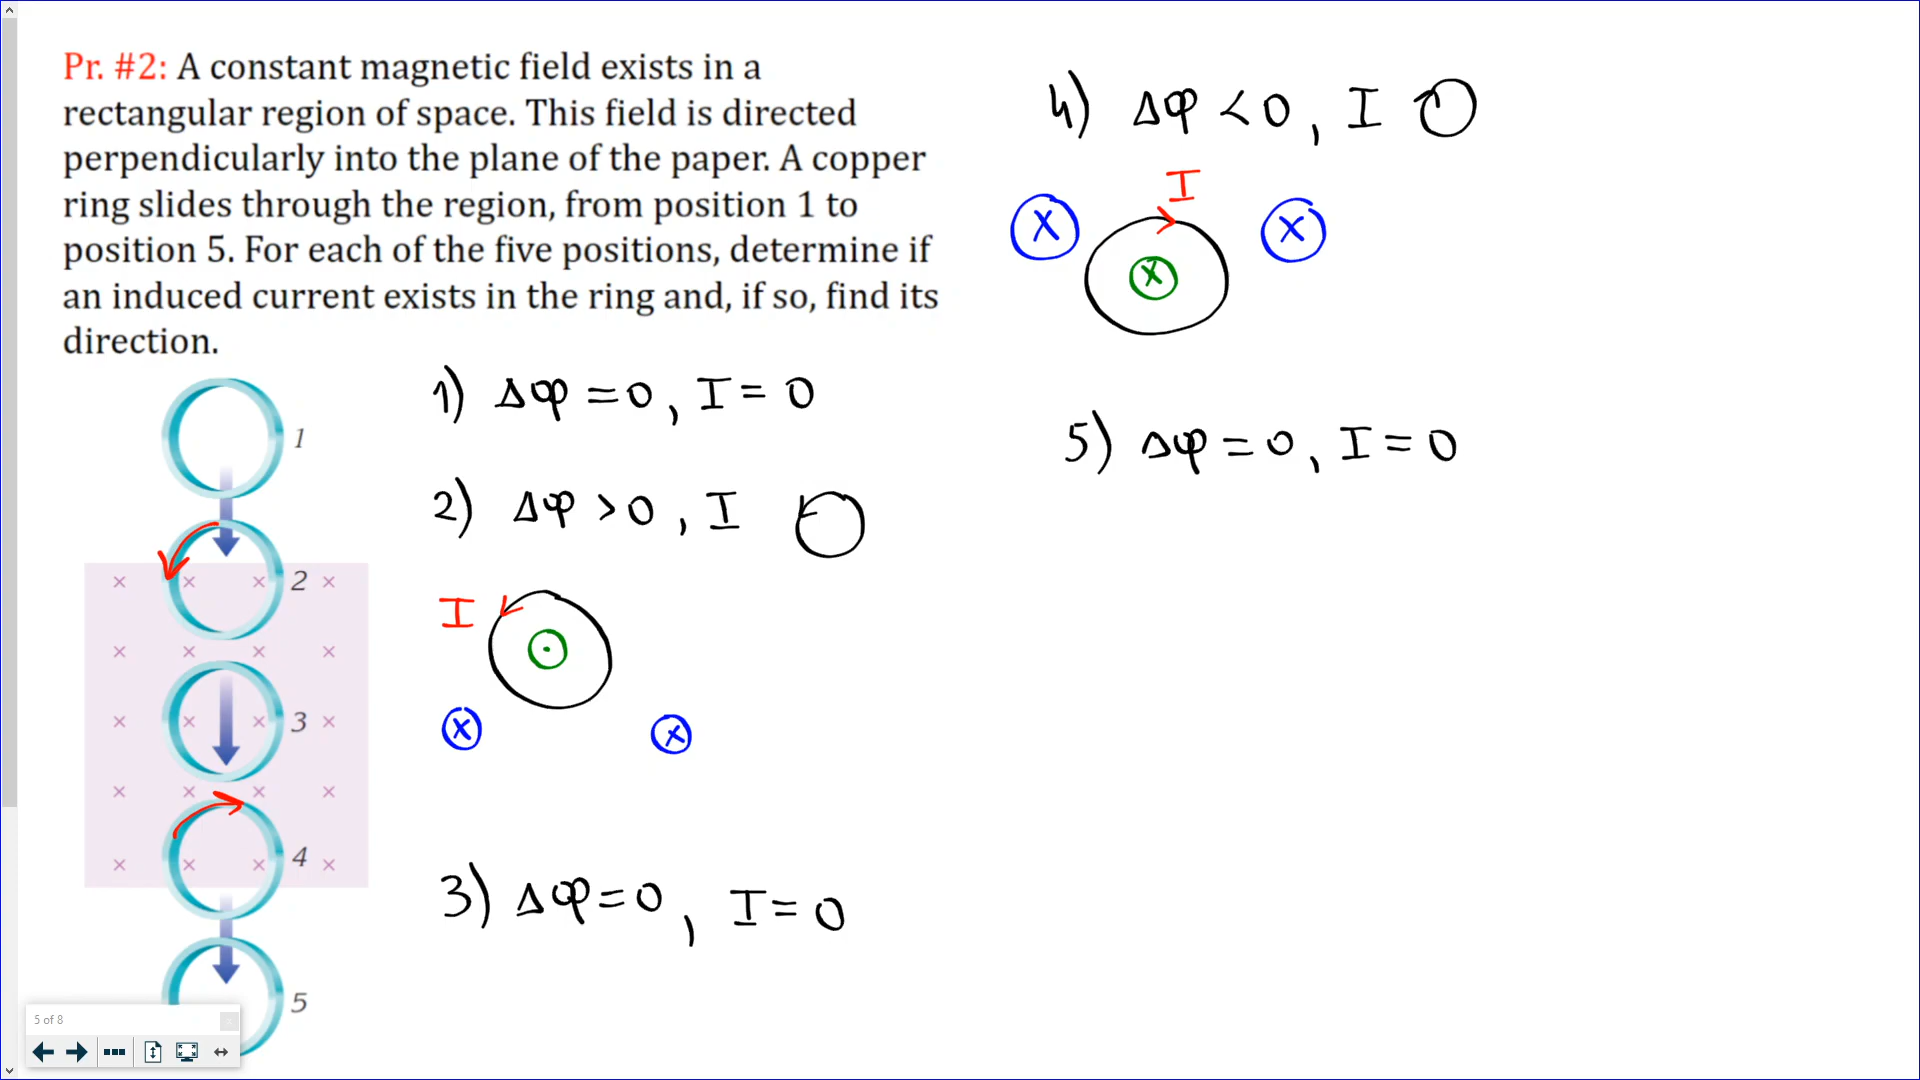 Pr. #2: A constant magnetic field exists in a
rectangular region of space. This field is directed
perpendicularly into the plane of the paper. A copper
ring slides through the region, from position 1 to
position 5. For each of the five positions, determine if
an induced current exists in the ring and, if so, find its
direction.
1
2
3
4
5
× × × ×
× × × ×
× × × ×
× × × ×
× × × ×
1) Δφ = 0, I = 0
2) Δφ > 0, I
I
x x
3) Δφ = 0, I = 0
4) Δφ < 0, I
I
x x x
5) Δφ = 0, I = 0
5 of 8